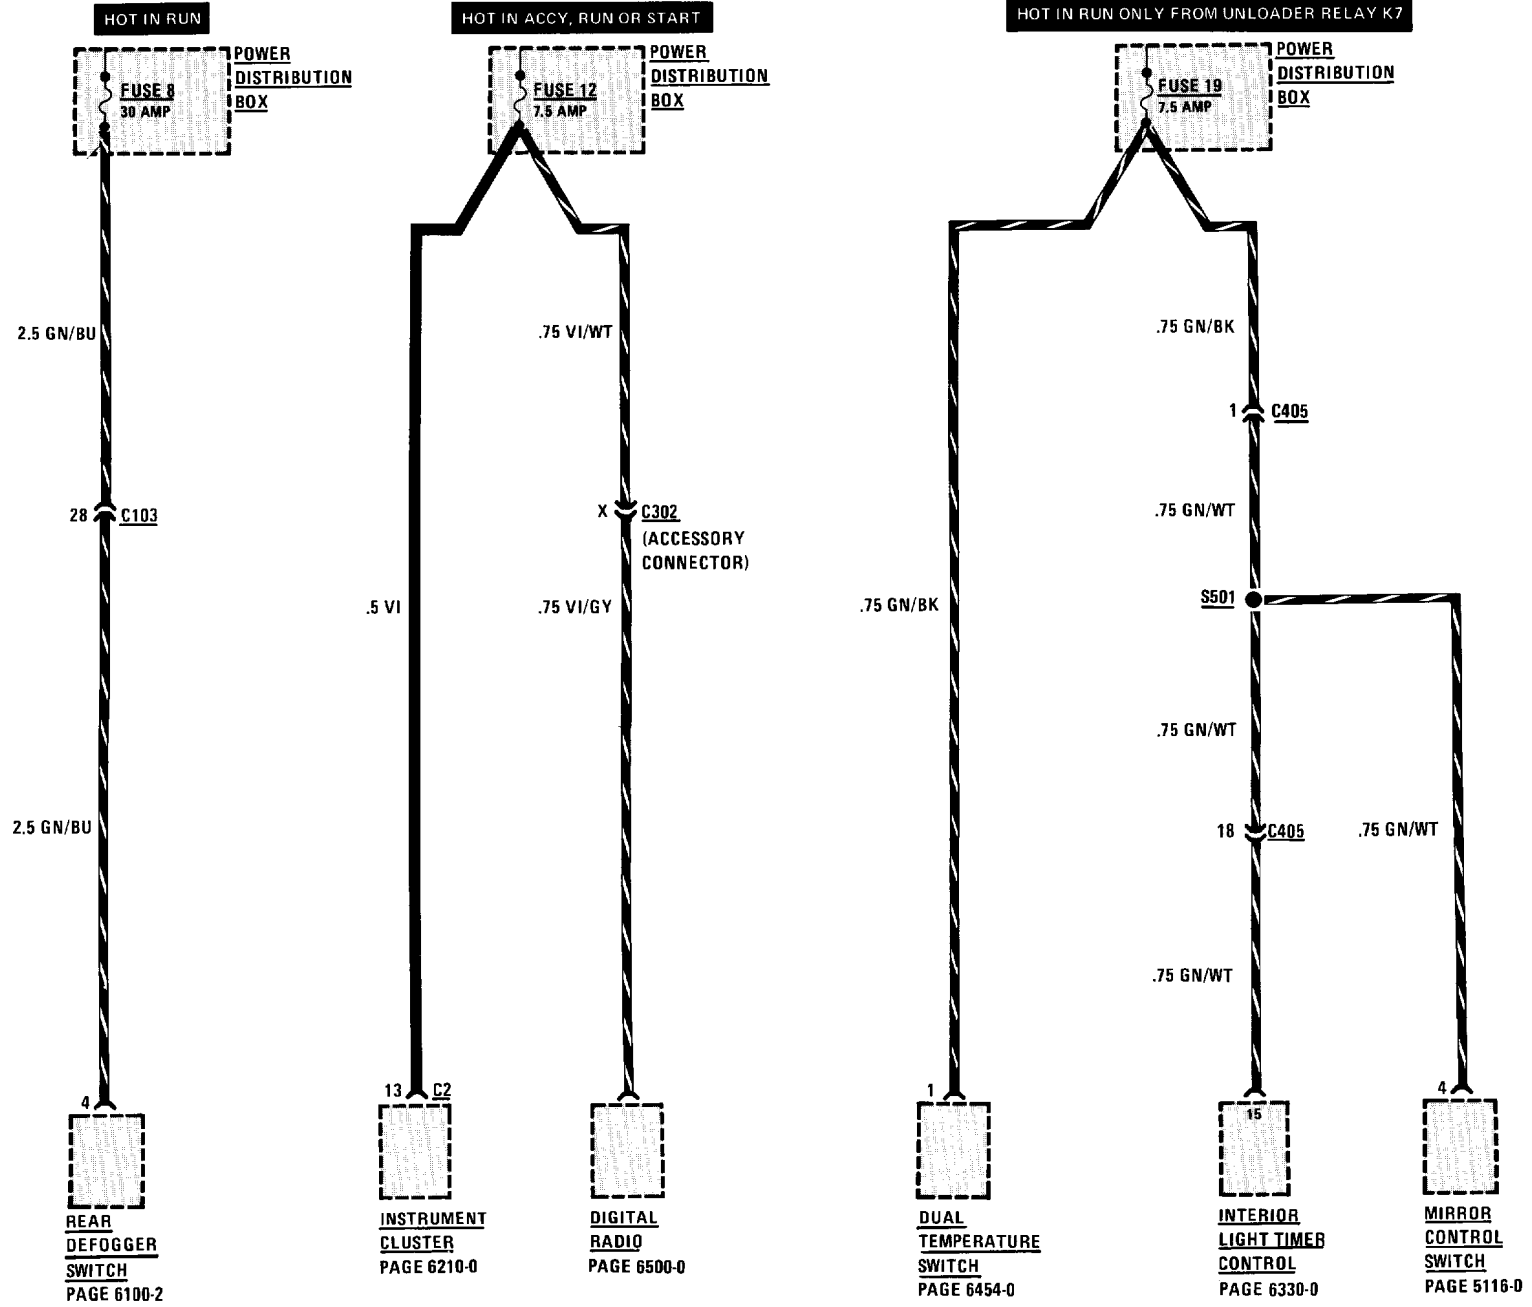 HOT IN RUN
POWER
DISTRIBUTION
BOX
FUSE 8
30 AMP
2.5 GN/BU
28
C103
2.5 GN/BU
4
REAR
DEFOGGER
SWITCH
PAGE 6100-2
HOT IN ACCY, RUN OR START
POWER
DISTRIBUTION
BOX
FUSE 12
7.5 AMP
.75 VI/WT
X
C302
(ACCESSORY
CONNECTOR)
.5 VI
.75 VI/GY
13
C2
INSTRUMENT
CLUSTER
PAGE 6210-0
DIGITAL
RADIO
PAGE 6500-0
HOT IN RUN ONLY FROM UNLOADER RELAY K7
POWER
DISTRIBUTION
BOX
FUSE 19
7.5 AMP
.75 GN/BK
1
C405
.75 GN/WT
.75 GN/BK
S501
.75 GN/WT
18
C405
.75 GN/WT
.75 GN/WT
1
15
4
DUAL
TEMPERATURE
SWITCH
PAGE 6454-0
INTERIOR
LIGHT TIMER
CONTROL
PAGE 6330-0
MIRROR
CONTROL
SWITCH
PAGE 5116-0